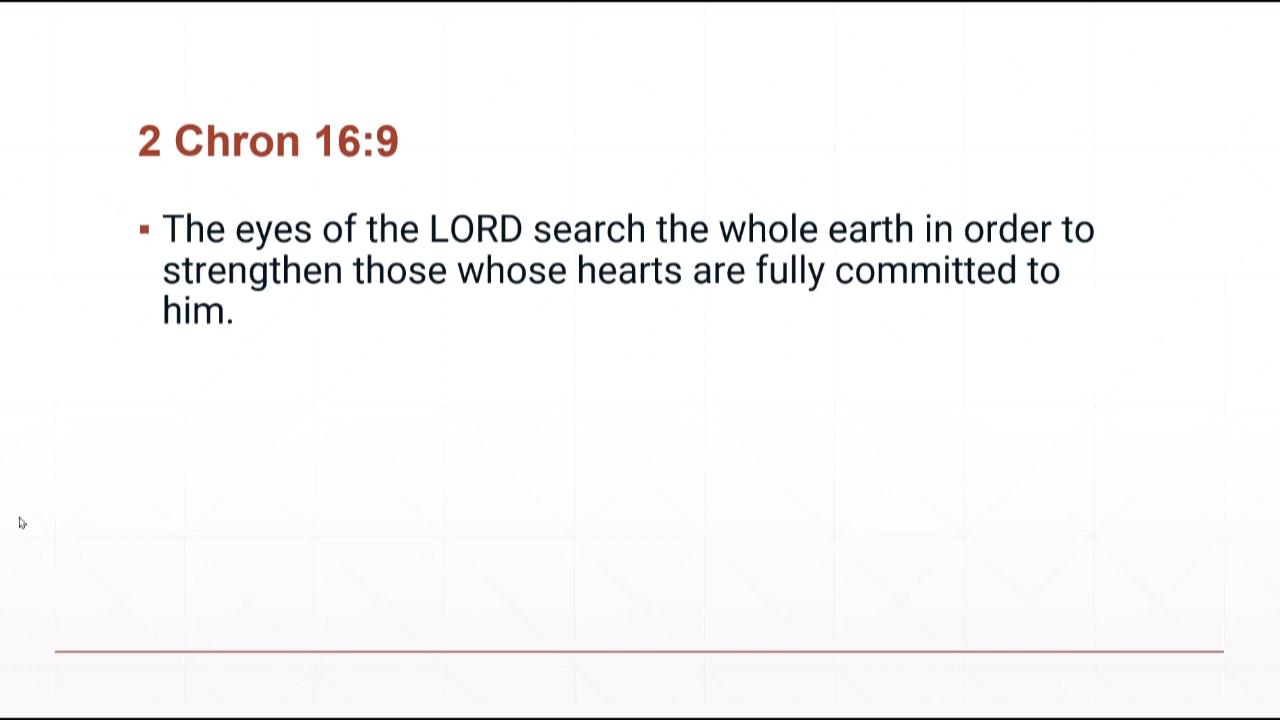 2 Chron 16:9
▪ The eyes of the LORD search the whole earth in order to
strengthen those whose hearts are fully committed to
him.